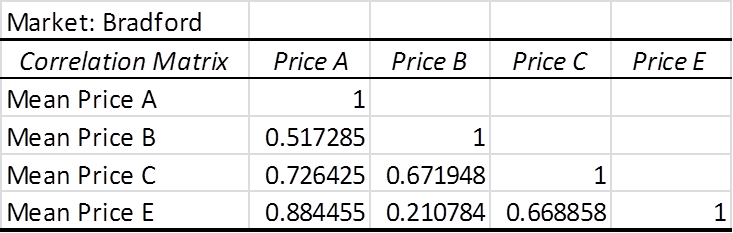 Market: Bradford
Correlation Matrix Price A Price B Price C Price E
Mean Price A 1
Mean Price B 0.517285 1
Mean Price C 0.726425 0.671948 1
Mean Price E 0.884455 0.210784 0.668858 1